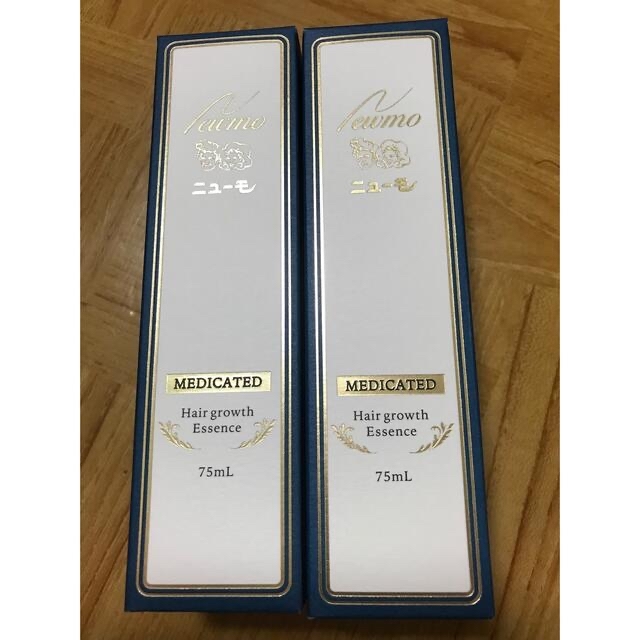 Newmo
ニューモ
MEDICATED
Hair growth
Essence
75mL
Newmo
ニューモ
MEDICATED
Hair growth
Essence
75mL